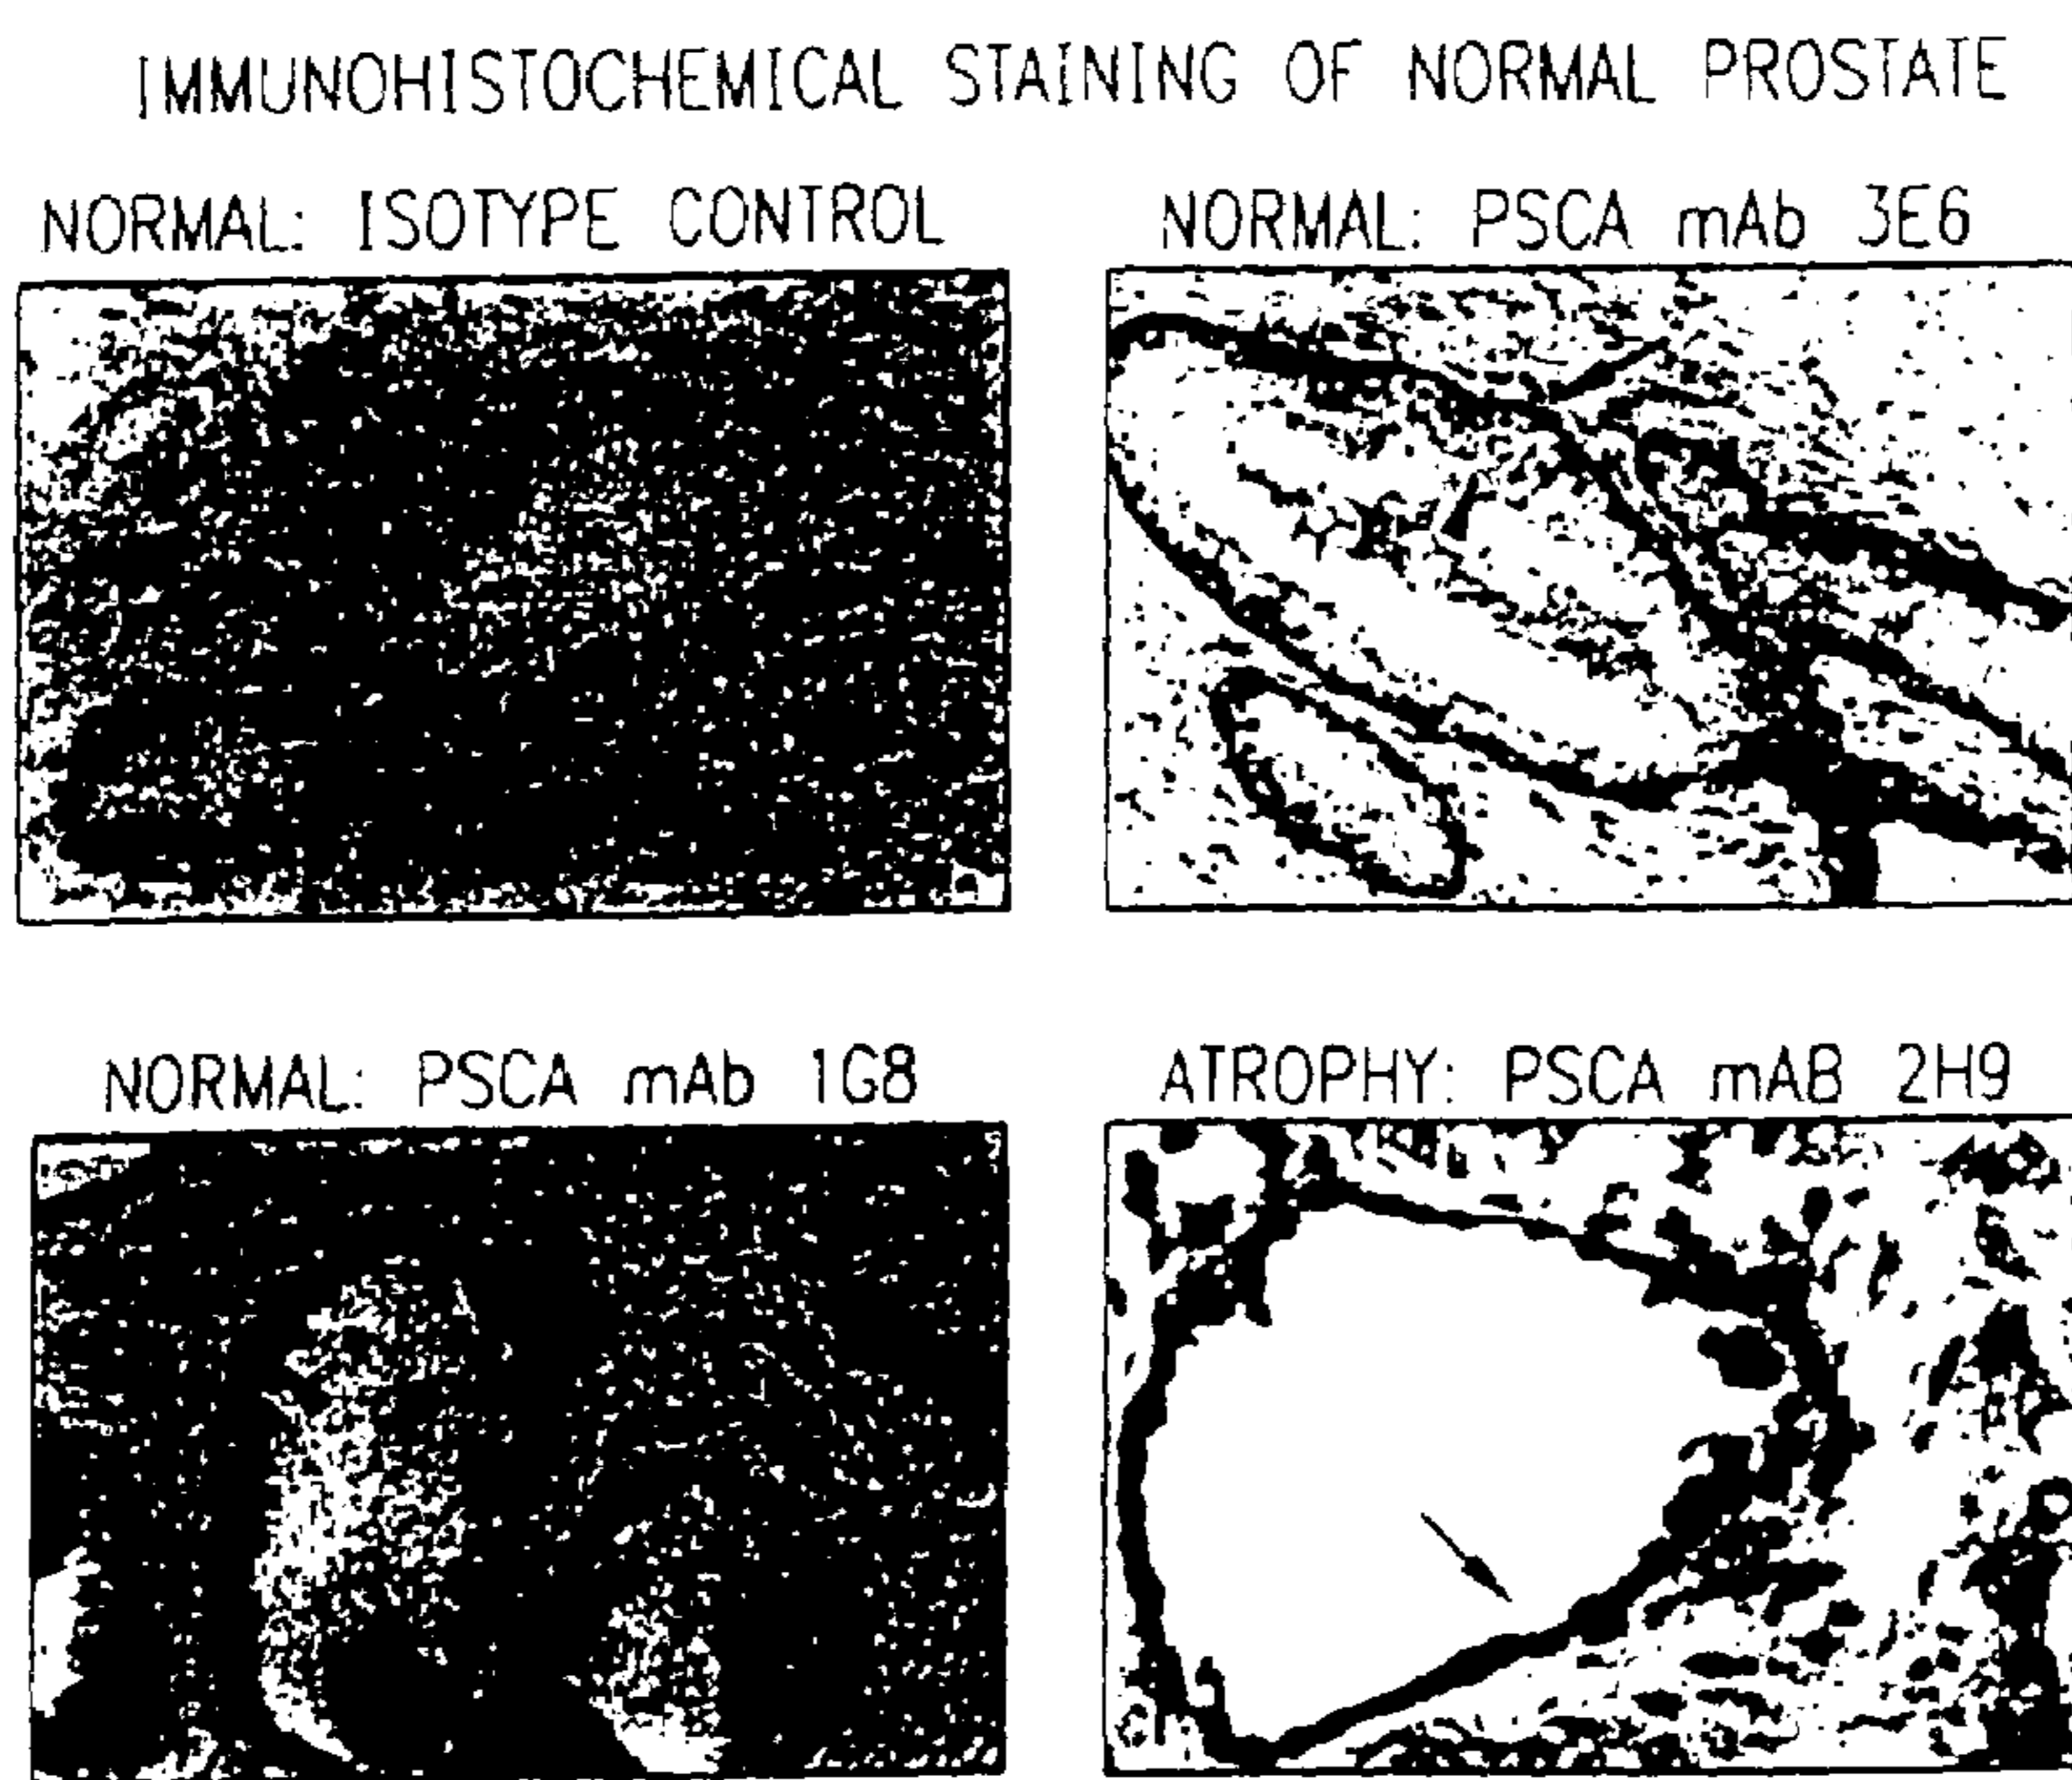 IMMUNOHISTOCHEMICAL STAINING OF NORMAL PROSTATE
NORMAL: ISOTYPE CONTROL
NORMAL: PSCA mAb 3E6
NORMAL: PSCA mAb 1G8
ATROPHY: PSCA mAB 2H9